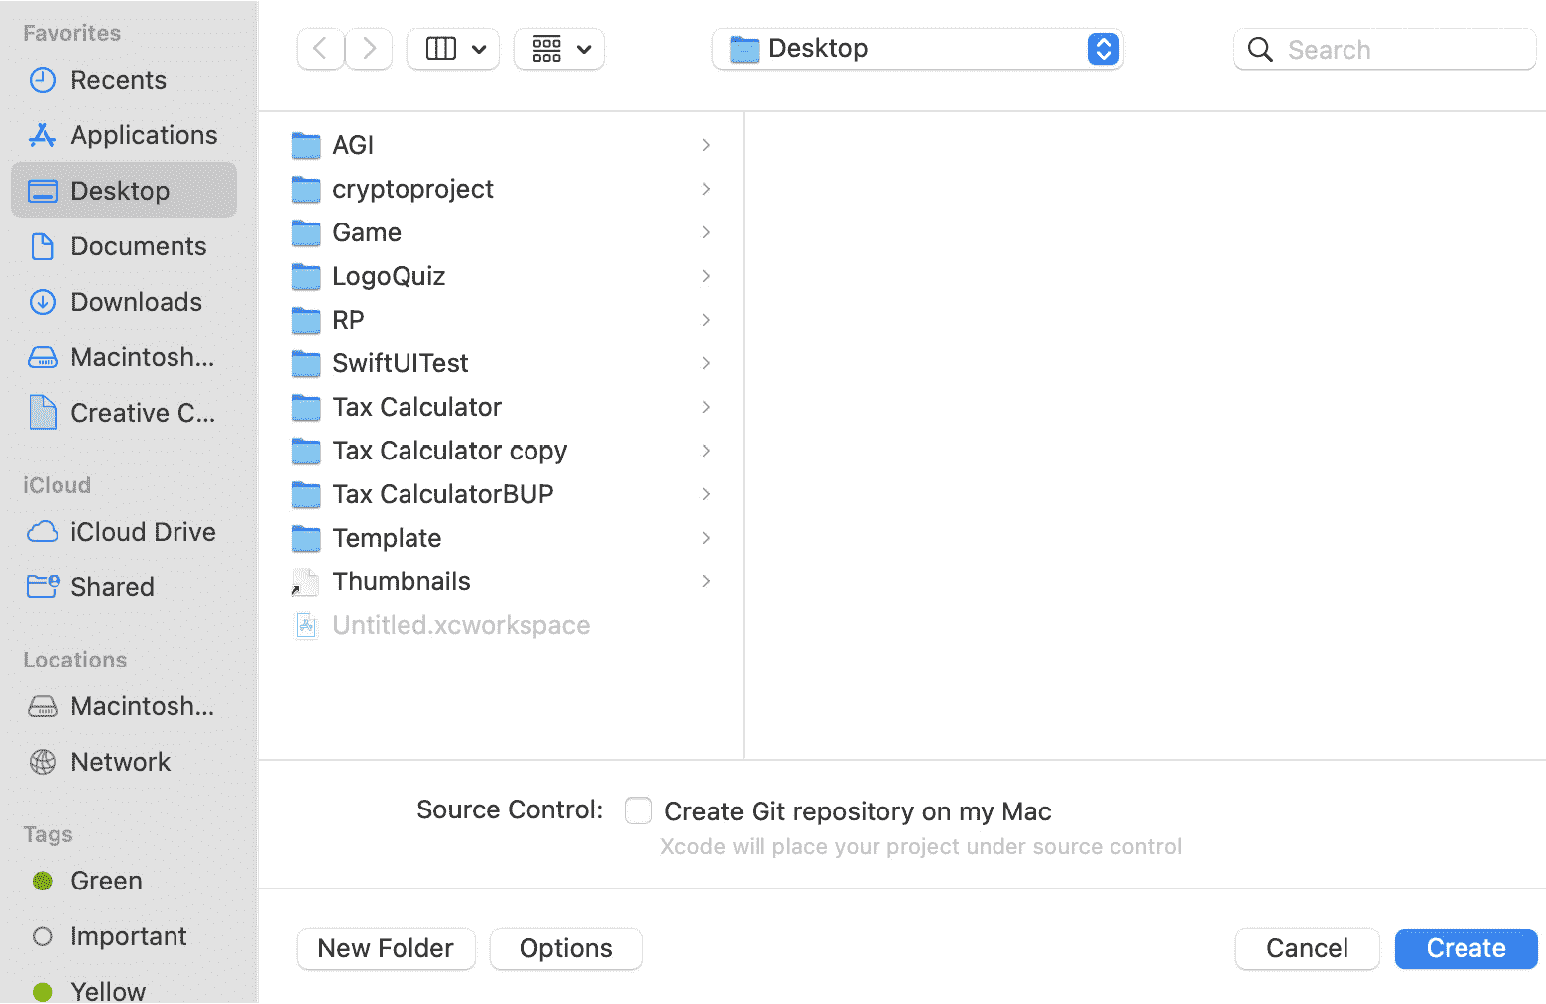 Favorites
Recents
Applications
Desktop
Documents
Downloads
Macintosh...
Creative C...
iCloud
iCloud Drive
Shared
Locations
Macintosh...
Network
Tags
Green
Important
Yellow
Desktop
Search
AGI
cryptoproject
Game
LogoQuiz
RP
SwiftUITest
Tax Calculator
Tax Calculator copy
Tax CalculatorBUP
Template
Thumbnails
Untitled.xcworkspace
Source Control: Create Git repository on my Mac
Xcode will place your project under source control
New Folder Options Cancel Create